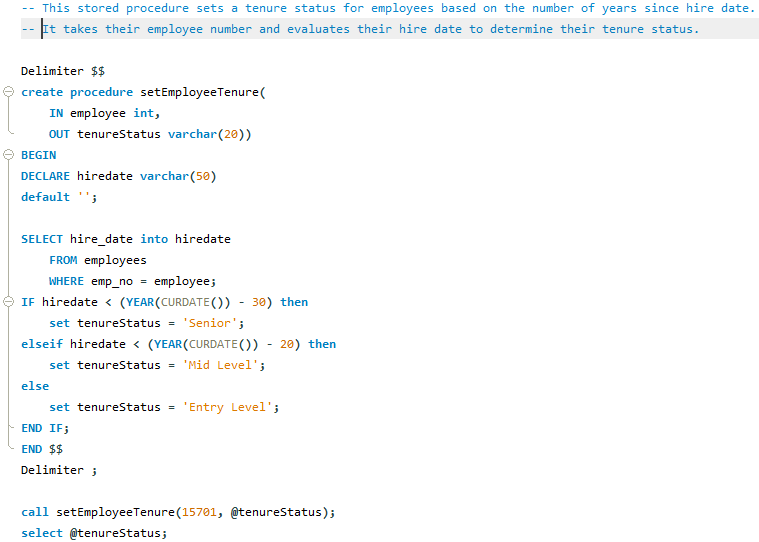 -- This stored procedure sets a tenure status for employees based on the number of years since hire date.
-- It takes their employee number and evaluates their hire date to determine their tenure status.
Delimiter $$
create procedure setEmployeeTenure(
    IN employee int,
    OUT tenureStatus varchar(20))
BEGIN
DECLARE hiredate varchar(50)
default '';
SELECT hire_date into hiredate
    FROM employees
    WHERE emp_no = employee;
IF hiredate < (YEAR(CURDATE()) - 30) then
    set tenureStatus = 'Senior';
elseif hiredate < (YEAR(CURDATE()) - 20) then
    set tenureStatus = 'Mid Level';
else
    set tenureStatus = 'Entry Level';
END IF;
END $$
Delimiter ;
call setEmployeeTenure(15701, @tenureStatus);
select @tenureStatus;